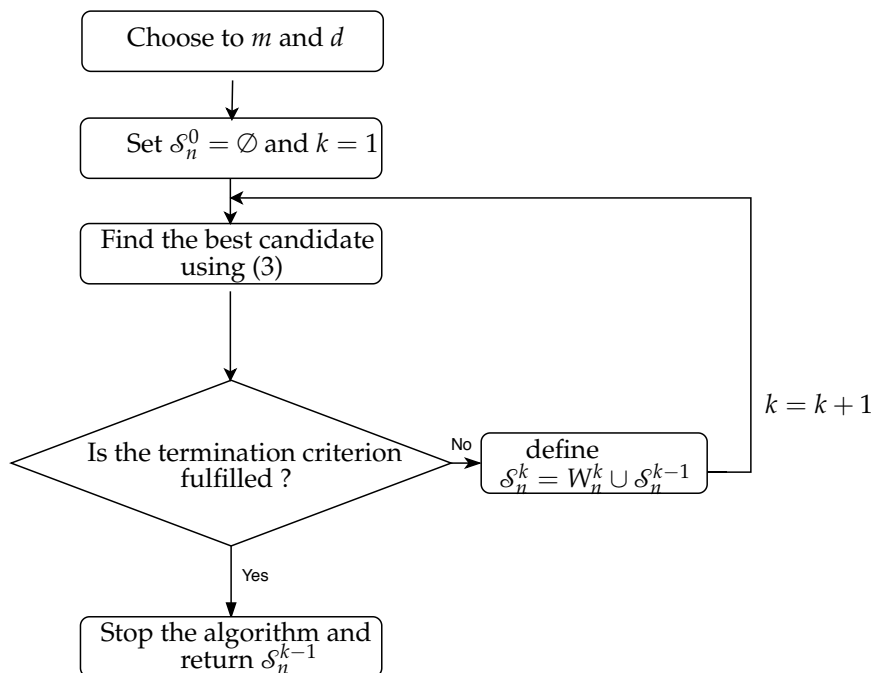 Choose to m and d
Set 𝒮_n^0 = ∅ and k = 1
Find the best candidate
using (3)
k = k + 1
Is the termination criterion
fulfilled ?
No
define
𝒮_n^k = W_n^k ∪ 𝒮_n^{k−1}
Yes
Stop the algorithm and
return 𝒮_n^{k−1}